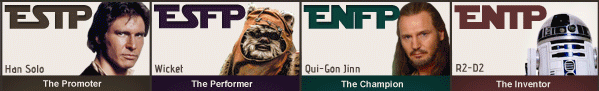 ESTP
Han Solo
The Promoter
ESFP
Wicket
The Performer
ENFP
Qui-Gon Jinn
The Champion
ENTP
R2-D2
The Inventor